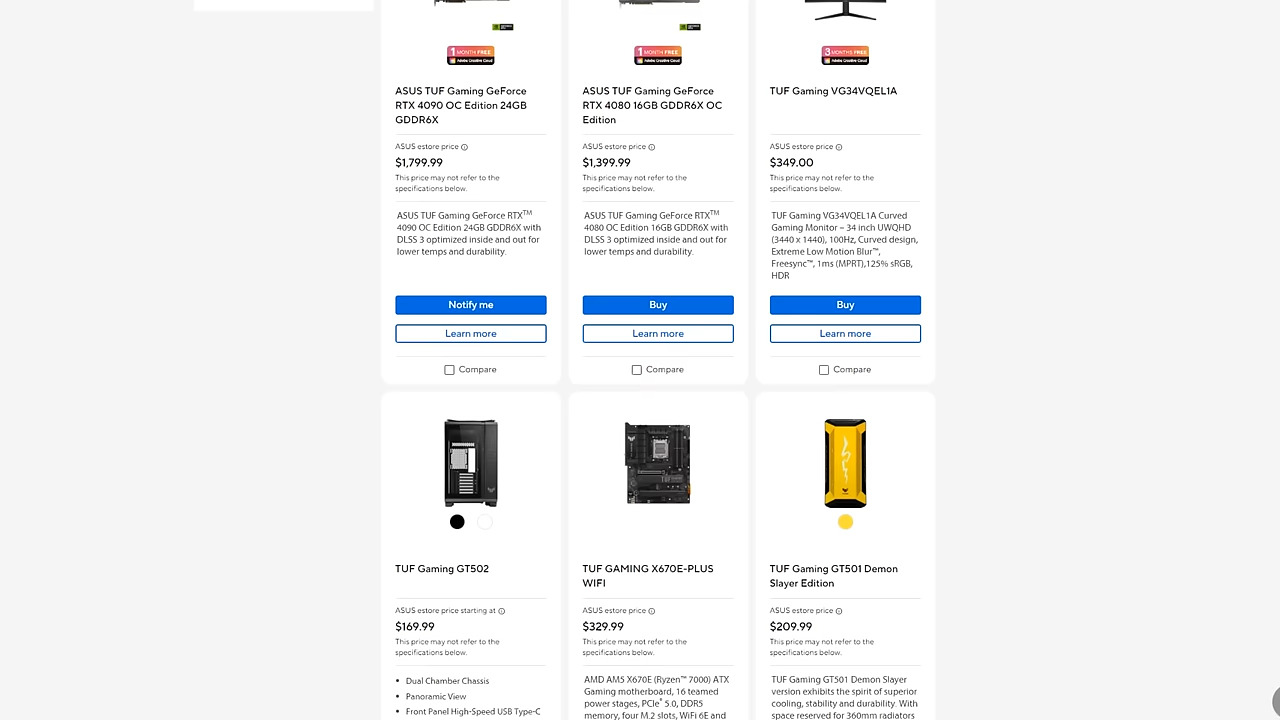 1 MONTH FREE
Adobe Creative Cloud
1 MONTH FREE
Adobe Creative Cloud
3 MONTHS FREE
Adobe Creative Cloud
ASUS TUF Gaming GeForce
RTX 4090 OC Edition 24GB
GDDR6X
ASUS estore price
$1,799.99
This price may not refer to the
specifications below.
ASUS TUF Gaming GeForce RTX™
4090 OC Edition 24GB GDDR6X with
DLSS 3 optimized inside and out for
lower temps and durability.
Notify me
Learn more
Compare
ASUS TUF Gaming GeForce
RTX 4080 16GB GDDR6X OC
Edition
ASUS estore price
$1,399.99
This price may not refer to the
specifications below.
ASUS TUF Gaming GeForce RTX™
4080 OC Edition 16GB GDDR6X with
DLSS 3 optimized inside and out for
lower temps and durability.
Buy
Learn more
Compare
TUF Gaming VG34VQEL1A
ASUS estore price
$349.00
This price may not refer to the
specifications below.
TUF Gaming VG34VQEL1A Curved
Gaming Monitor – 34 inch UWQHD
(3440 x 1440), 100Hz, Curved design,
Extreme Low Motion Blur™,
Freesync™, 1ms (MPRT),125% sRGB,
HDR
Buy
Learn more
Compare
TUF Gaming GT502
ASUS estore price starting at
$169.99
This price may not refer to the
specifications below.
• Dual Chamber Chassis
• Panoramic View
• Front Panel High-Speed USB Type-C
TUF GAMING X670E-PLUS
WIFI
ASUS estore price
$329.99
This price may not refer to the
specifications below.
AMD AM5 X670E (Ryzen™ 7000) ATX
Gaming motherboard, 16 teamed
power stages, PCIe® 5.0, DDR5
memory, four M.2 slots, WiFi 6E and
TUF Gaming GT501 Demon
Slayer Edition
ASUS estore price
$209.99
This price may not refer to the
specifications below.
TUF Gaming GT501 Demon Slayer
version exhibits the spirit of superior
cooling, stability and durability. With
space reserved for 360mm radiators